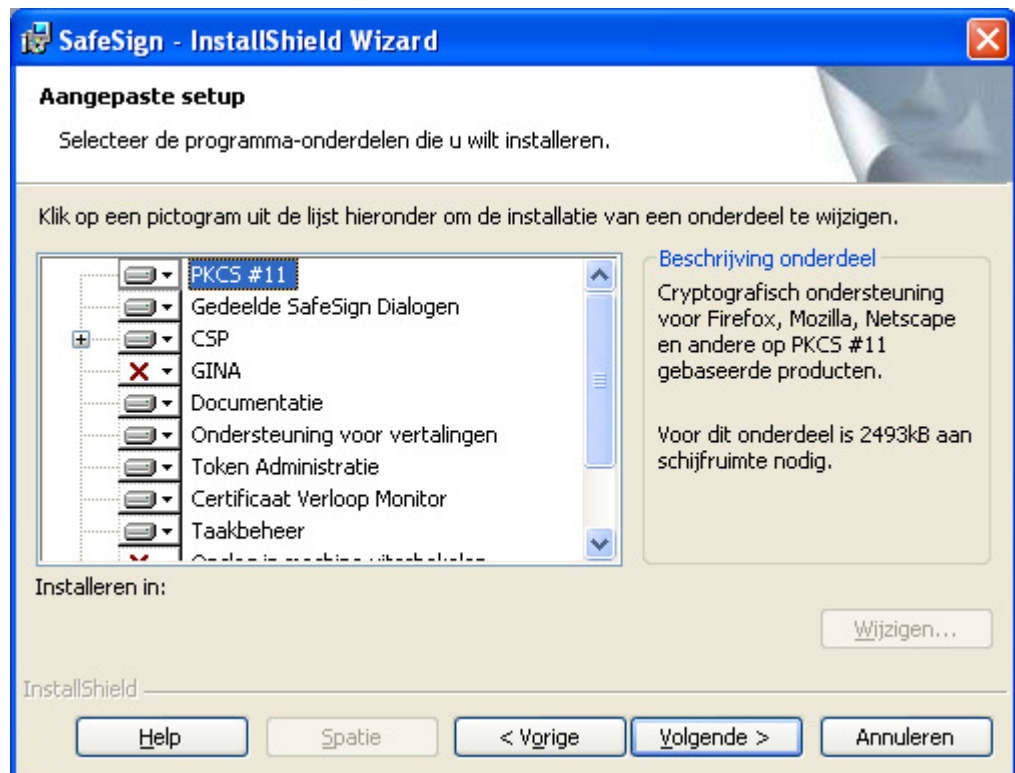 SafeSign - InstallShield Wizard
Aangepaste setup
Selecteer de programma-onderdelen die u wilt installeren.
Klik op een pictogram uit de lijst hieronder om de installatie van een onderdeel te wijzigen.
PKCS #11
Gedeelde SafeSign Dialogen
CSP
GINA
Documentatie
Ondersteuning voor vertalingen
Token Administratie
Certificaat Verloop Monitor
Taakbeheer
Beschrijving onderdeel
Cryptografisch ondersteuning
voor Firefox, Mozilla, Netscape
en andere op PKCS #11
gebaseerde producten.
Voor dit onderdeel is 2493kB aan
schijfruimte nodig.
Installeren in:
Wijzigen...
InstallShield
Help
Spatie
< Vorige
Volgende >
Annuleren